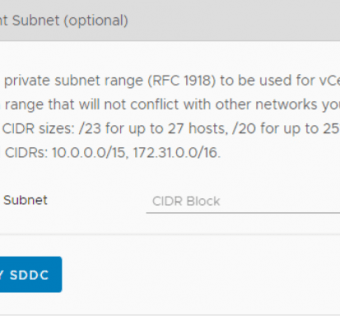 nt Subnet (optional)
private subnet range (RFC 1918) to be used for vCe
range that will not conflict with other networks you
CIDR sizes: /23 for up to 27 hosts, /20 for up to 25
CIDRs: 10.0.0.0/15, 172.31.0.0/16.
Subnet
CIDR Block
Y SDDC